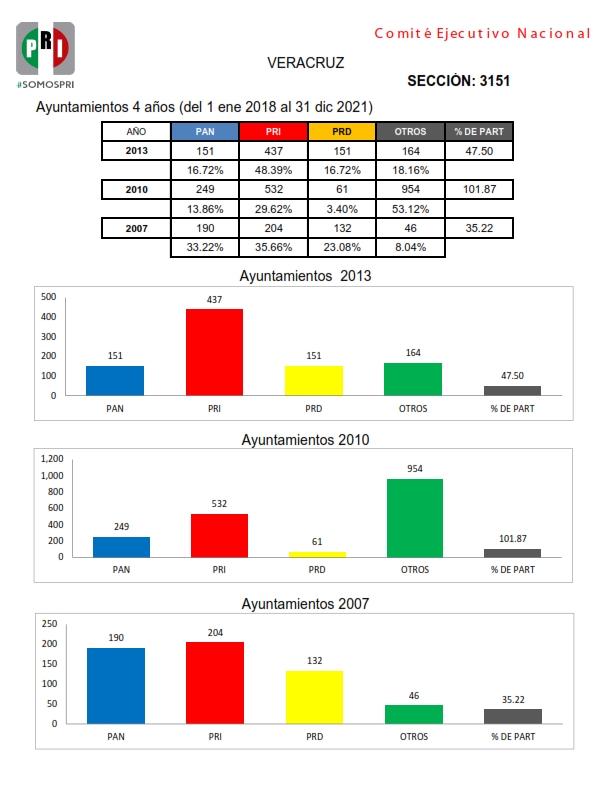 PRI
#SOMOSPRI
Comité Ejecutivo Nacional
VERACRUZ
SECCIÓN: 3151
Ayuntamientos 4 años (del 1 ene 2018 al 31 dic 2021)
AÑO PAN PRI PRD OTROS % DE PART
2013 151 437 151 164 47.50
16.72% 48.39% 16.72% 18.16%
2010 249 532 61 954 101.87
13.86% 29.62% 3.40% 53.12%
2007 190 204 132 46 35.22
33.22% 35.66% 23.08% 8.04%
Ayuntamientos 2013
500
400
300
200
100
0
151 437 151 164 47.50
PAN PRI PRD OTROS % DE PART
Ayuntamientos 2010
1,200
1,000
800
600
400
200
0
249 532 61 954 101.87
PAN PRI PRD OTROS % DE PART
Ayuntamientos 2007
250
200
150
100
50
0
190 204 132 46 35.22
PAN PRI PRD OTROS % DE PART